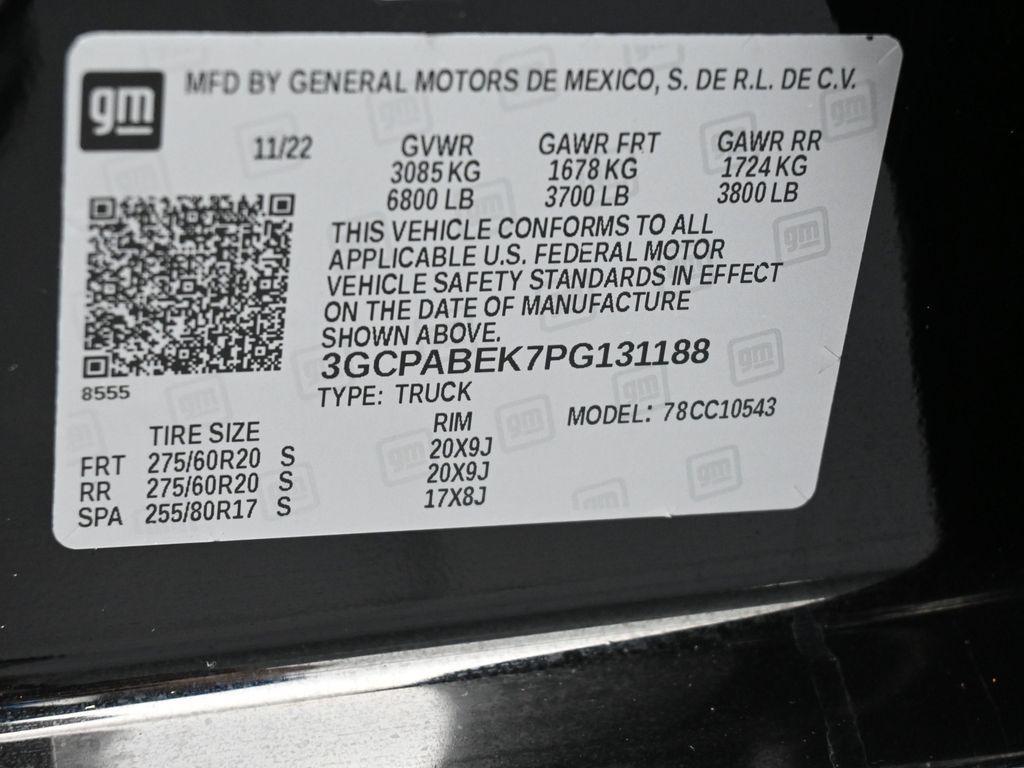 gm
MFD BY GENERAL MOTORS DE MEXICO, S. DE R.L. DE C.V.
11/22 GVWR GAWR FRT GAWR RR
3085 KG 1678 KG 1724 KG
6800 LB 3700 LB 3800 LB
THIS VEHICLE CONFORMS TO ALL
APPLICABLE U.S. FEDERAL MOTOR
VEHICLE SAFETY STANDARDS IN EFFECT
ON THE DATE OF MANUFACTURE
SHOWN ABOVE.
3GCPABEK7PG131188
8555
TYPE: TRUCK
MODEL: 78CC10543
TIRE SIZE RIM
FRT 275/60R20 S 20X9J
RR 275/60R20 S 20X9J
SPA 255/80R17 S 17X8J